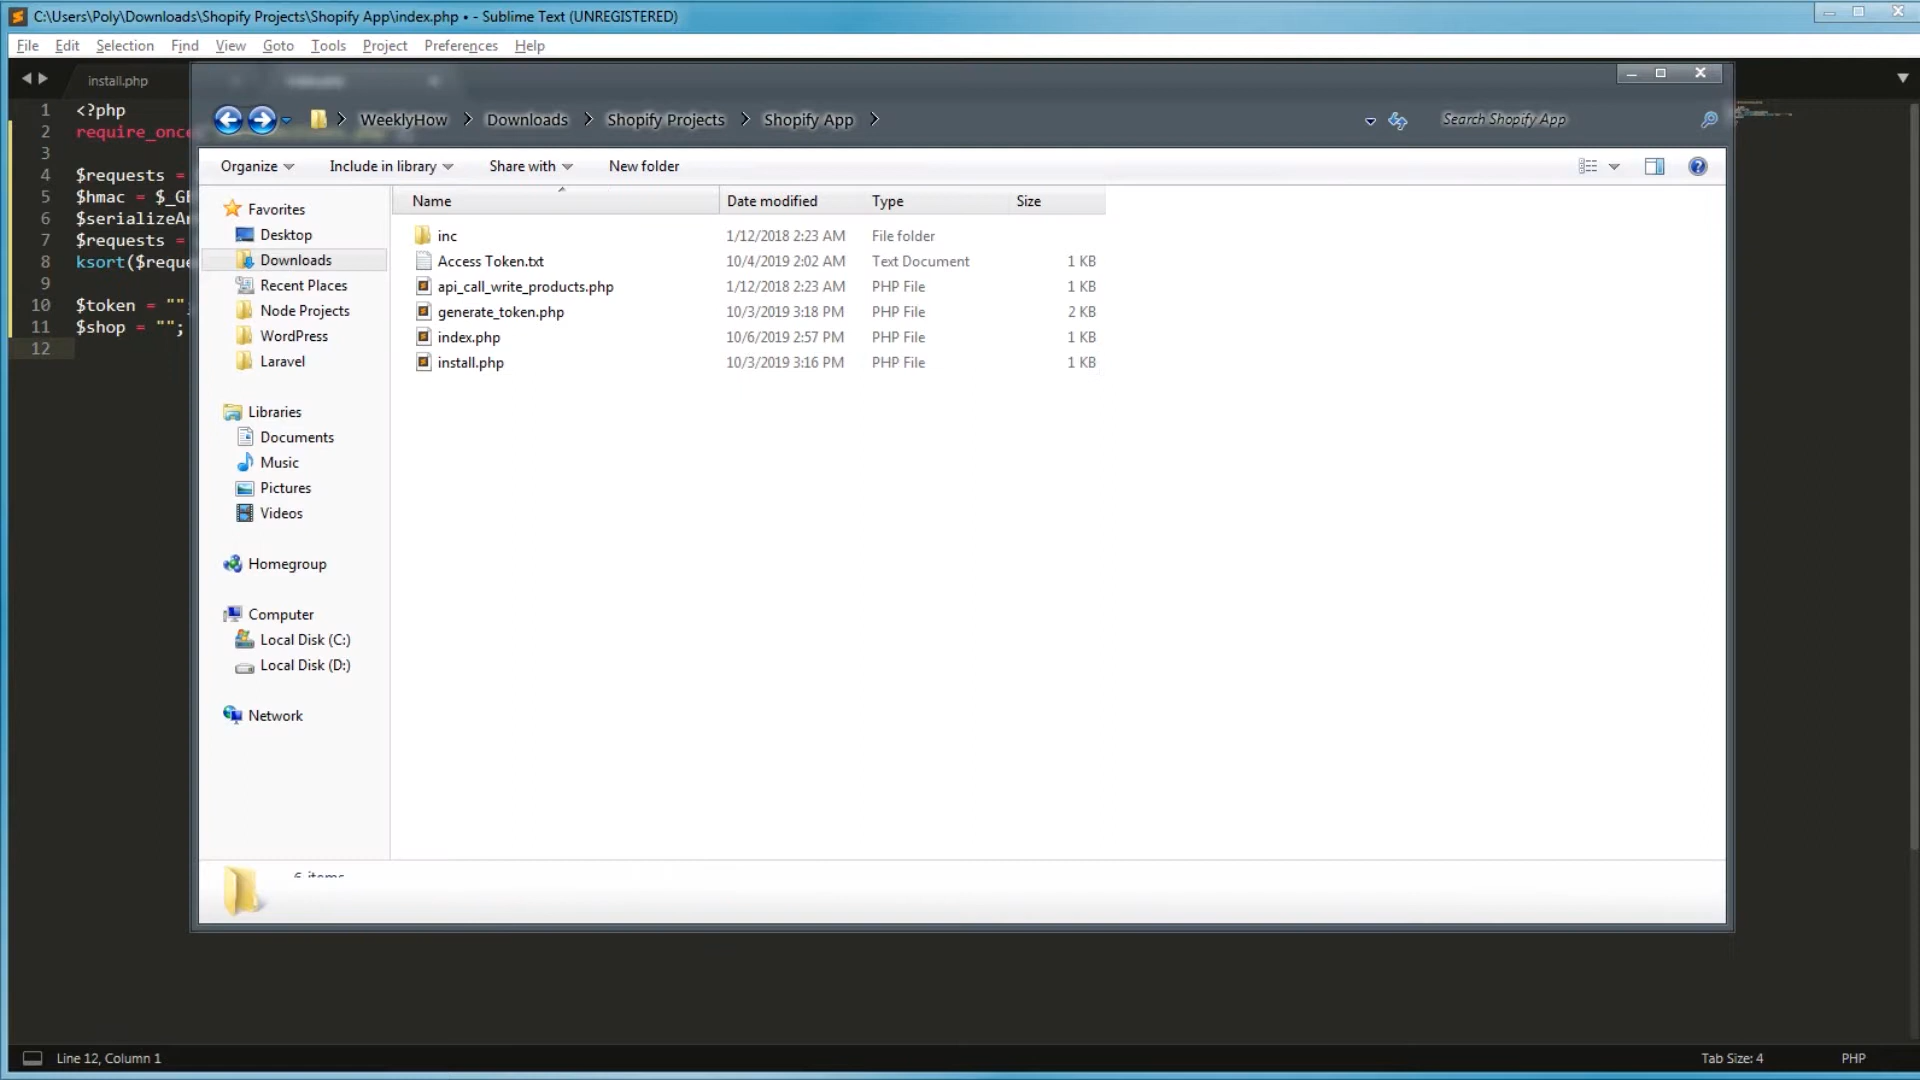 C:\Users\Poly\Downloads\Shopify Projects\Shopify App\index.php • - Sublime Text (UNREGISTERED)
File Edit Selection Find View Goto Tools Project Preferences Help
install.php
1 <?php
2 require_once
3
4 $requests =
5 $hmac = $_GE
6 $serializeAr
7 $requests =
8 ksort($reque
9
10 $token = "";
11 $shop = "";
12
WeeklyHow Downloads Shopify Projects Shopify App
Search Shopify App
Organize Include in library Share with New folder
Name Date modified Type Size
inc 1/12/2018 2:23 AM File folder
Access Token.txt 10/4/2019 2:02 AM Text Document 1 KB
api_call_write_products.php 1/12/2018 2:23 AM PHP File 1 KB
generate_token.php 10/3/2019 3:18 PM PHP File 2 KB
index.php 10/6/2019 2:57 PM PHP File 1 KB
install.php 10/3/2019 3:16 PM PHP File 1 KB
Favorites
Desktop
Downloads
Recent Places
Node Projects
WordPress
Laravel
Libraries
Documents
Music
Pictures
Videos
Homegroup
Computer
Local Disk (C:)
Local Disk (D:)
Network
6 items
Line 12, Column 1
Tab Size: 4 PHP